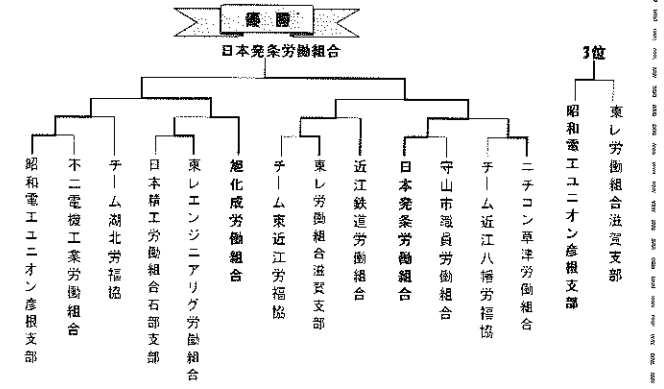 優勝
日本発条労働組合
3位
昭和電工ユニオン彦根支部
不二電機工業労働組合
チーム湖北労福協
日本精工労働組合石部支部
東レエンジニアリグ労働組合
旭化成労働組合
チーム東近江労福協
東レ労働組合滋賀支部
近江鉄道労働組合
日本発条労働組合
守山市職員労働組合
チーム近江八幡労福協
ニチコン草津労働組合
昭和電工ユニオン彦根支部
東レ労働組合滋賀支部